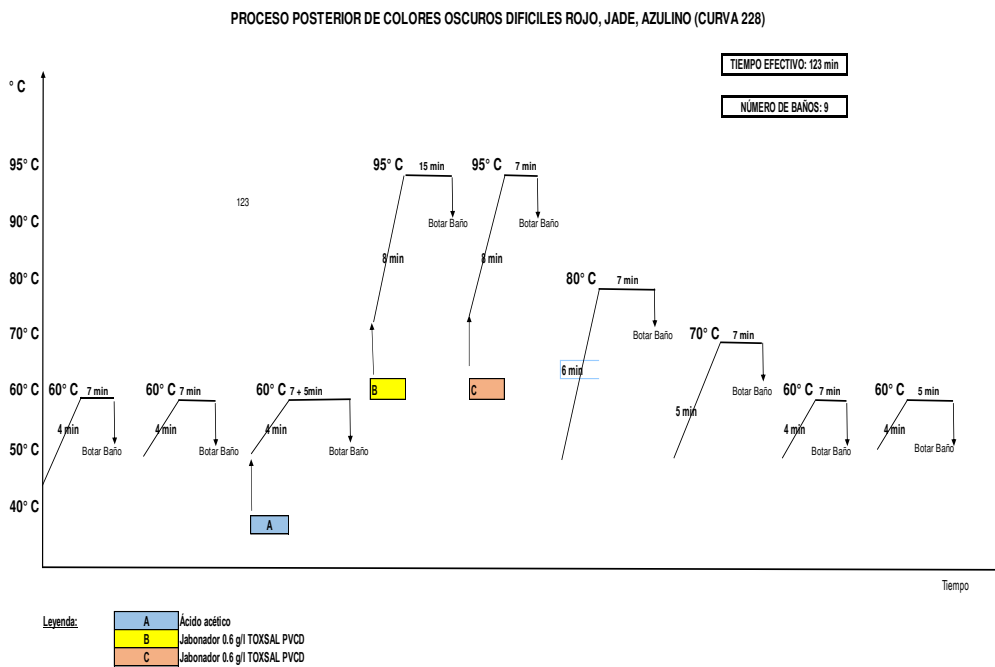 PROCESO POSTERIOR DE COLORES OSCUROS DIFICILES ROJO, JADE, AZULINO (CURVA 228)
TIEMPO EFECTIVO: 123 min
° C
NÚMERO DE BAÑOS: 9
95° C
95° C 15 min
95° C 7 min
123
90° C
Botar Baño
Botar Baño
8 min
8 min
80° C
80° C 7 min
70° C
Botar Baño
70° C 7 min
6 min
60° C
60° C 7 min
60° C 7 min
60° C 7 + 5min
B
C
Botar Baño
60° C 7 min
60° C 5 min
5 min
4 min
4 min
4 min
4 min
4 min
50° C
Botar Baño
Botar Baño
Botar Baño
Botar Baño
Botar Baño
40° C
A
Tiempo
Leyenda:
A Ácido acético
B Jabonador 0.6 g/l TOXSAL PVCD
C Jabonador 0.6 g/l TOXSAL PVCD